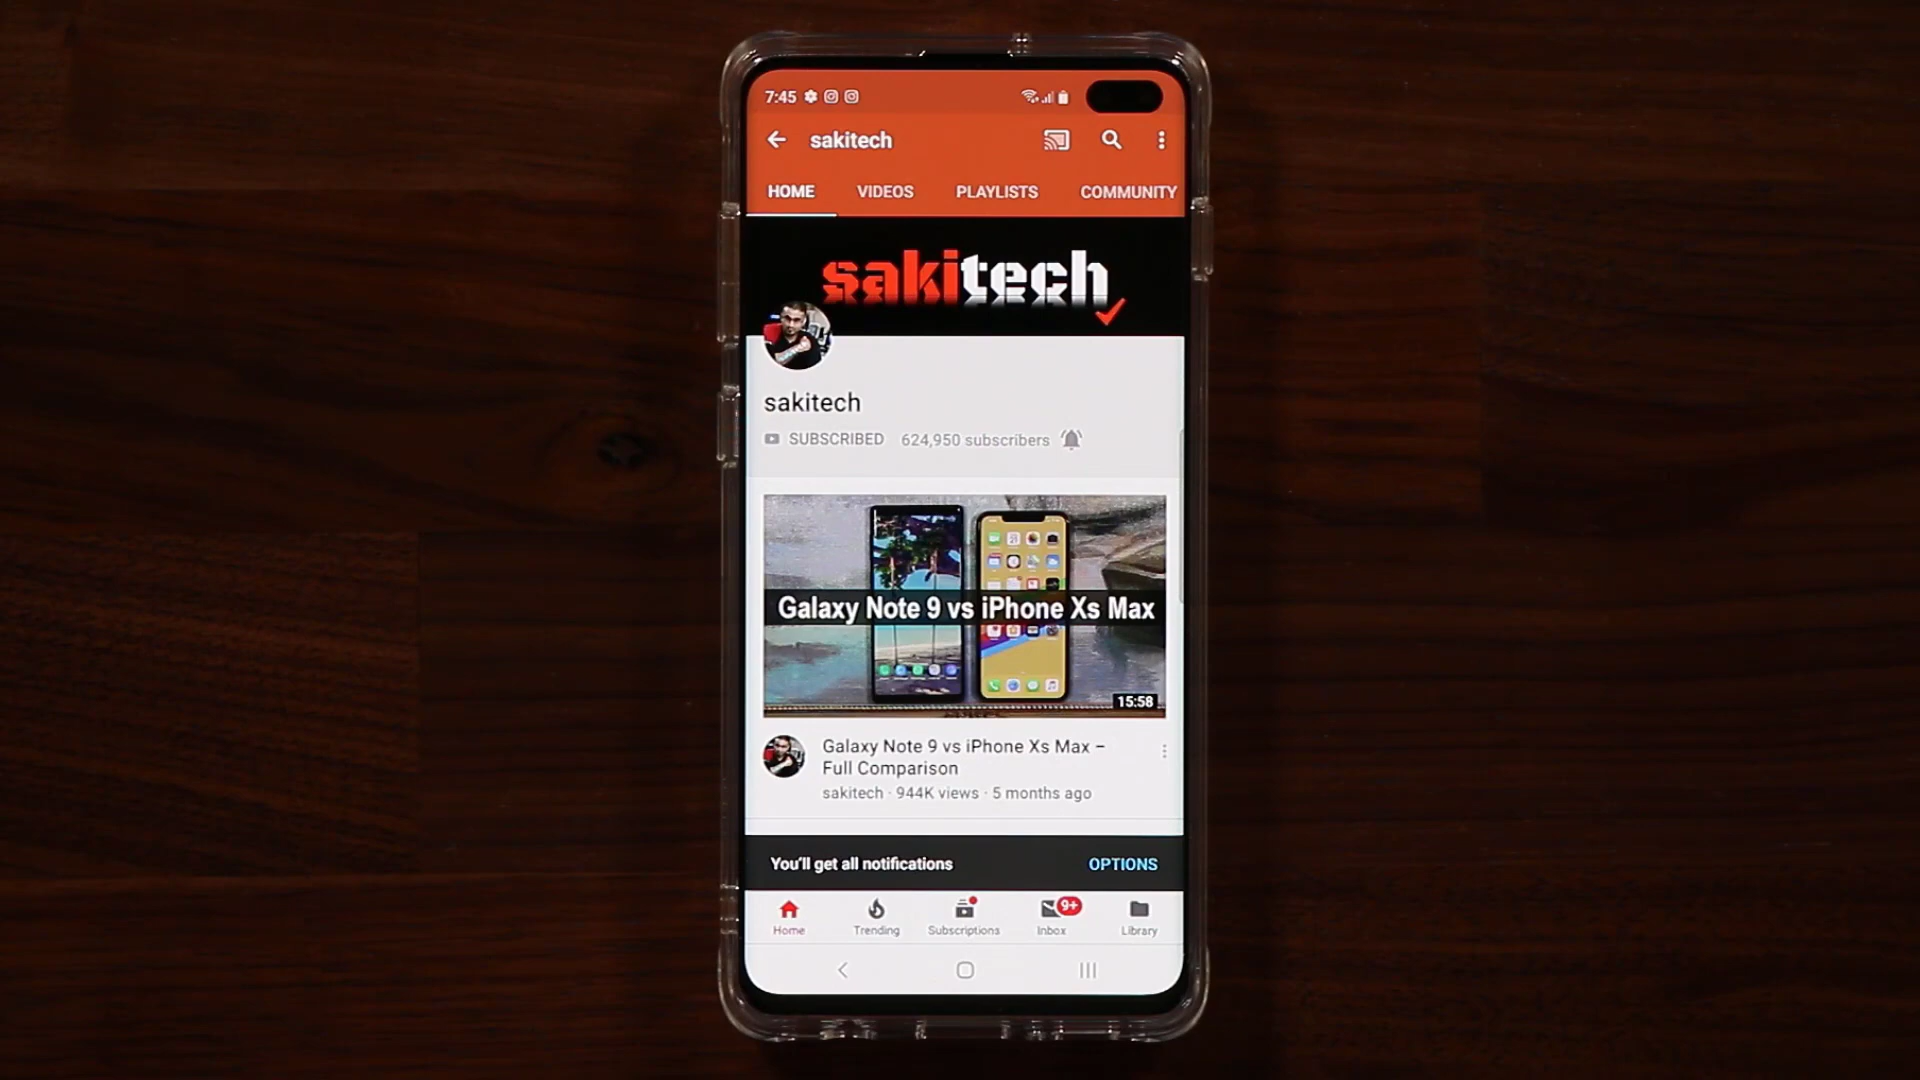 7:45
sakitech
HOME VIDEOS PLAYLISTS COMMUNITY
sakitech
sakitech
SUBSCRIBED 624,950 subscribers
Galaxy Note 9 vs iPhone Xs Max
15:58
Galaxy Note 9 vs iPhone Xs Max –
Full Comparison
sakitech · 944K views · 5 months ago
You'll get all notifications OPTIONS
9+
Home Trending Subscriptions Inbox Library